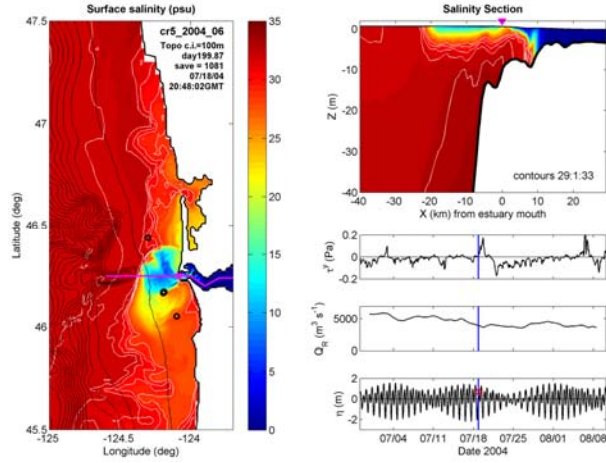 Surface salinity (psu)
cr5_2004_06
Topo c.i.=100m
day199.87
save = 1081
07/18/04
20:48:02GMT
47.5
47
46.5
46
45.5
Latitude (deg)
-125
-124.5
-124
Longitude (deg)
35
30
25
20
15
10
5
0
Salinity Section
0
-10
-20
-30
-40
Z (m)
contours 29:1:33
-40 -30 -20 -10 0 10 20
X (km) from estuary mouth
0.2
0
-0.2
τʸ (Pa)
5000
0
Q_R (m³ s⁻¹)
2
0
-2
η (m)
07/04 07/11 07/18 07/25 08/01 08/08
Date 2004